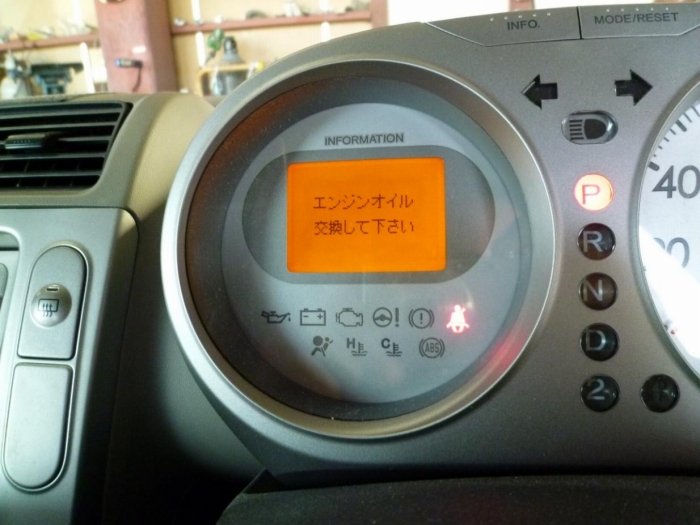 INFO.
MODE/RESET
INFORMATION
エンジンオイル
交換して下さい
P
R
N
D
2
H
C
ABS
40